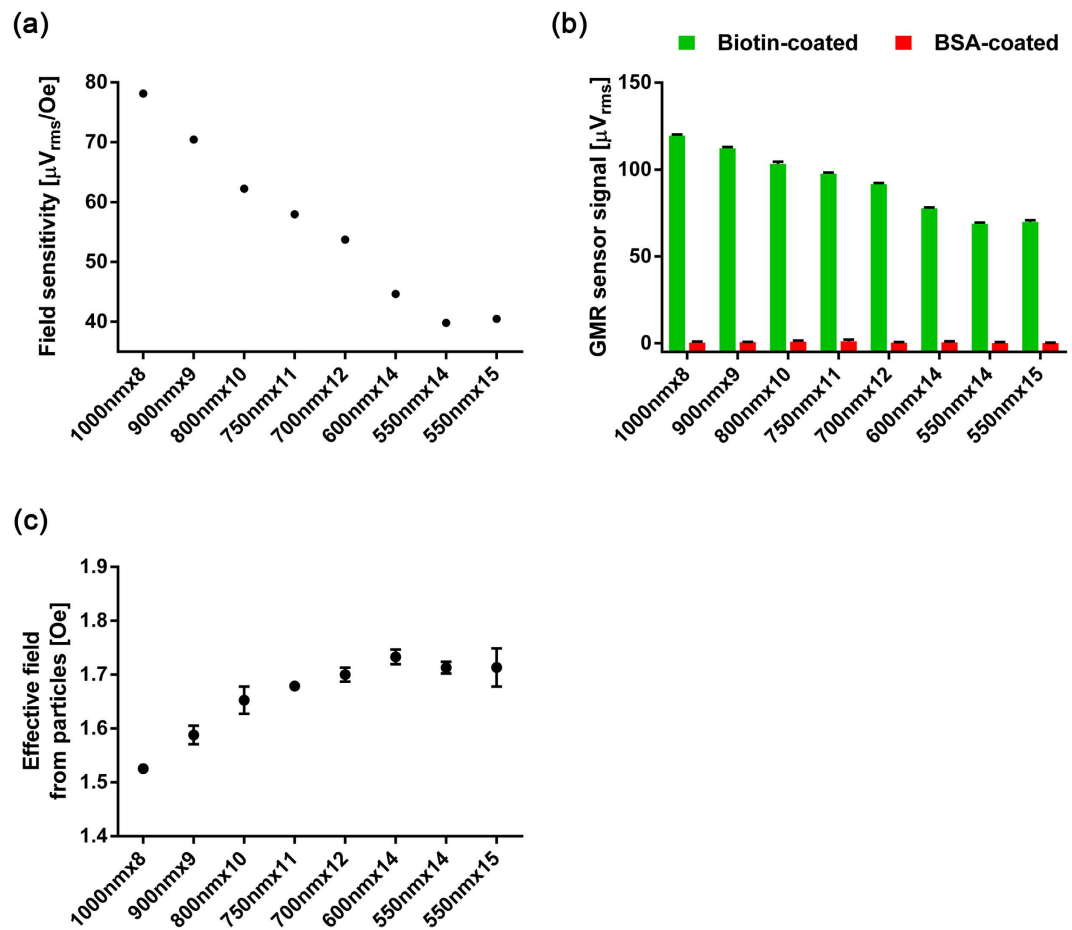 (a)
Field sensitivity [μVrms/Oe]
80
70
60
50
40
1000nmx8
900nmx9
800nmx10
750nmx11
700nmx12
600nmx14
550nmx14
550nmx15
(b)
Biotin-coated
BSA-coated
GMR sensor signal [μVrms]
150
100
50
0
1000nmx8
900nmx9
800nmx10
750nmx11
700nmx12
600nmx14
550nmx14
550nmx15
(c)
Effective field
from particles [Oe]
1.9
1.8
1.7
1.6
1.5
1.4
1000nmx8
900nmx9
800nmx10
750nmx11
700nmx12
600nmx14
550nmx14
550nmx15